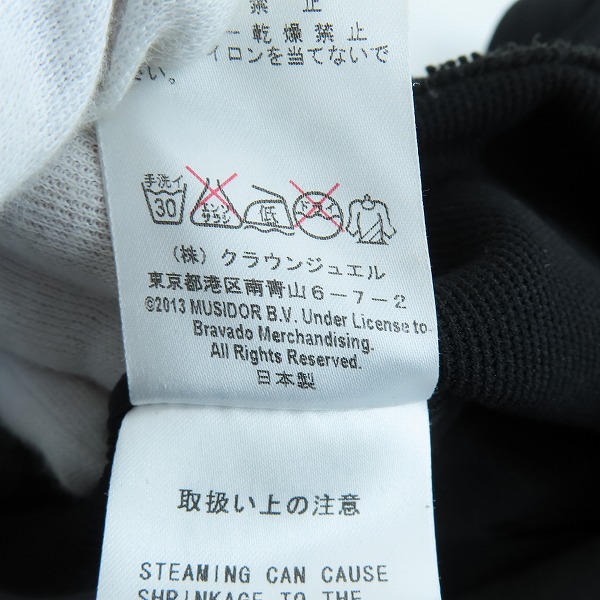 禁止
乾燥禁止
イロンを当てないで
さい。
手洗イ
30
エンソ
サラシ
低
ドライ
(株) クラウンジュエル
東京都港区南青山6-7-2
©2013 MUSIDOR B.V. Under License to
Bravado Merchandising.
All Rights Reserved.
日本製
取扱い上の注意
STEAMING CAN CAUSE
SHRINKAGE TO THE